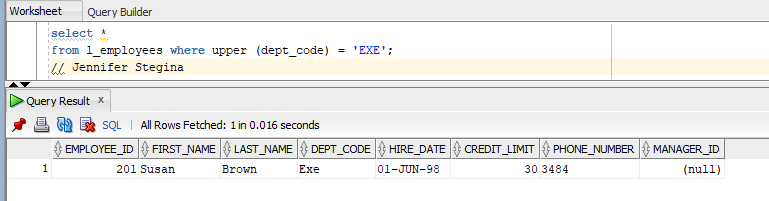 Worksheet Query Builder
select *
from l_employees where upper (dept_code) = 'EXE';
// Jennifer Stegina
Query Result x
SQL | All Rows Fetched: 1 in 0.016 seconds
EMPLOYEE_ID FIRST_NAME LAST_NAME DEPT_CODE HIRE_DATE CREDIT_LIMIT PHONE_NUMBER MANAGER_ID
1 201 Susan Brown Exe 01-JUN-98 30 3484 (null)